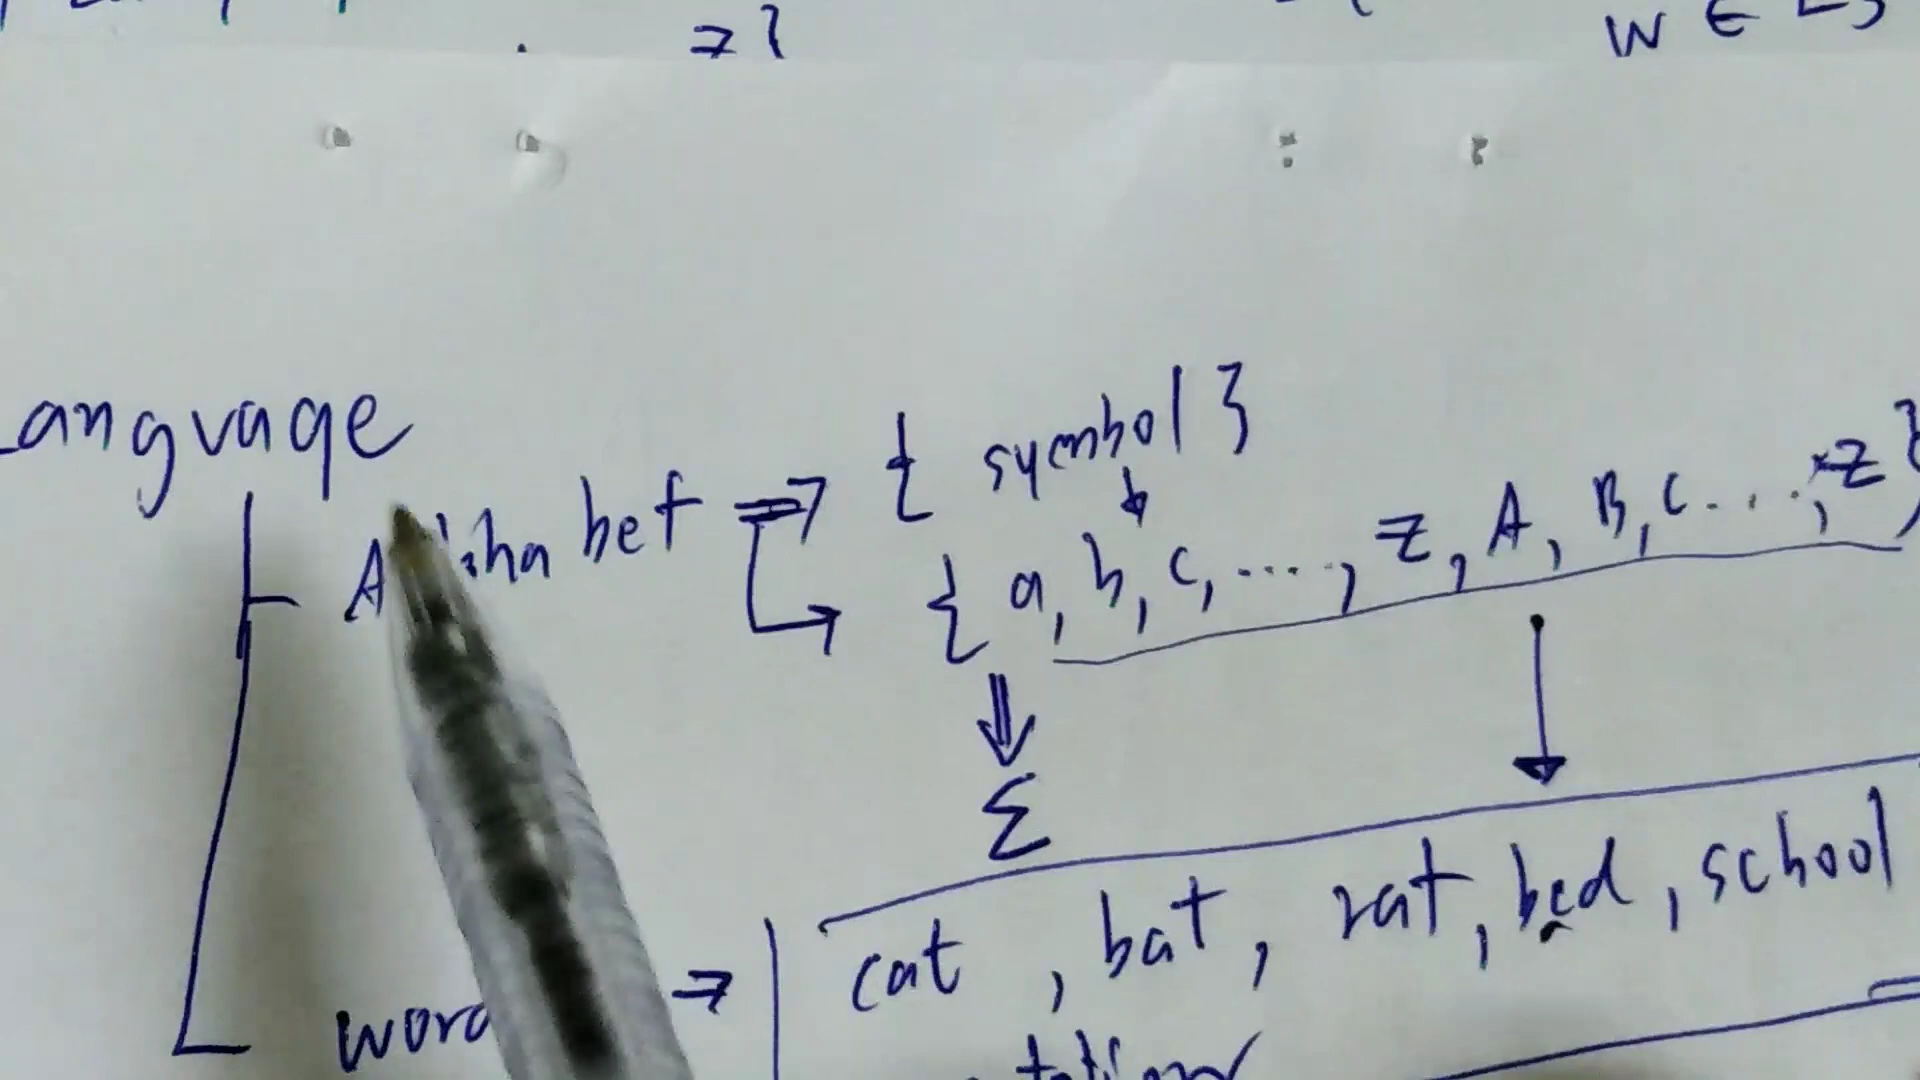 ⇒ ?
w ∈
Language
Alphabet ⇒ { symbol }
{ a, b, c, ...., z, A, B, C...., Z }
Σ
word ⇒ cat , bat , rat , bed , school